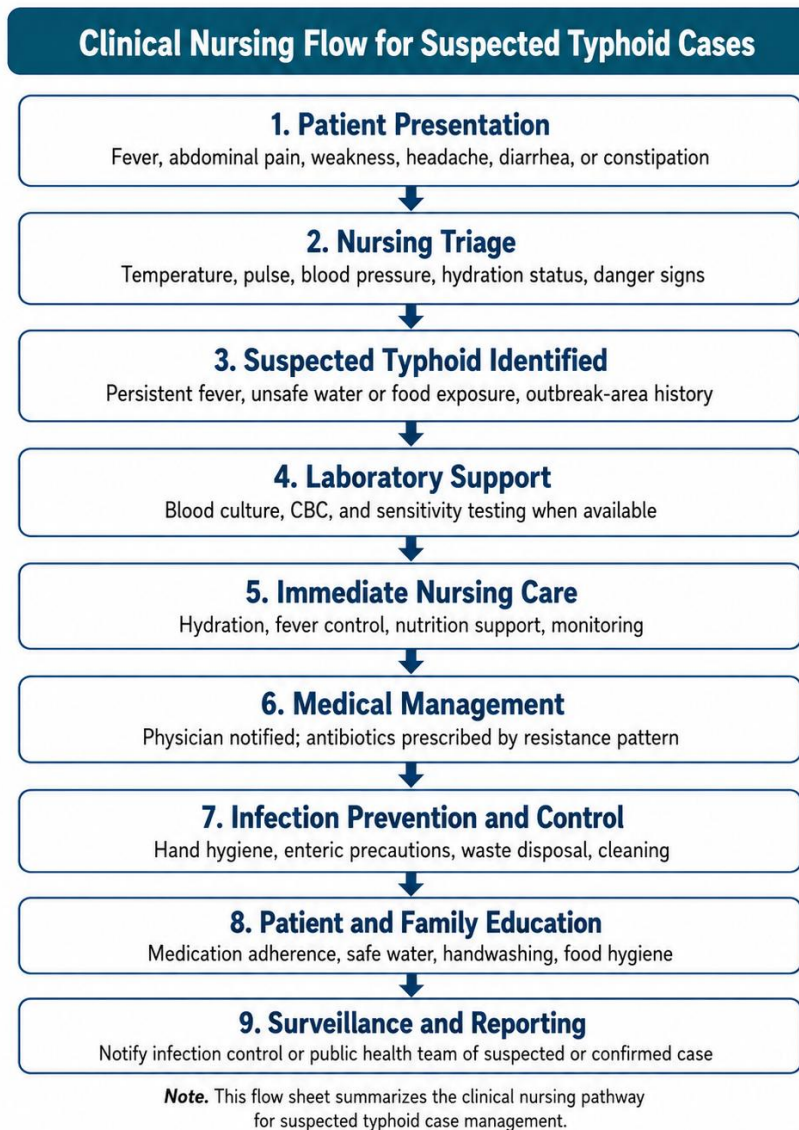 Clinical Nursing Flow for Suspected Typhoid Cases
1. Patient Presentation
Fever, abdominal pain, weakness, headache, diarrhea, or constipation
2. Nursing Triage
Temperature, pulse, blood pressure, hydration status, danger signs
3. Suspected Typhoid Identified
Persistent fever, unsafe water or food exposure, outbreak-area history
4. Laboratory Support
Blood culture, CBC, and sensitivity testing when available
5. Immediate Nursing Care
Hydration, fever control, nutrition support, monitoring
6. Medical Management
Physician notified; antibiotics prescribed by resistance pattern
7. Infection Prevention and Control
Hand hygiene, enteric precautions, waste disposal, cleaning
8. Patient and Family Education
Medication adherence, safe water, handwashing, food hygiene
9. Surveillance and Reporting
Notify infection control or public health team of suspected or confirmed case
Note. This flow sheet summarizes the clinical nursing pathway
for suspected typhoid case management.